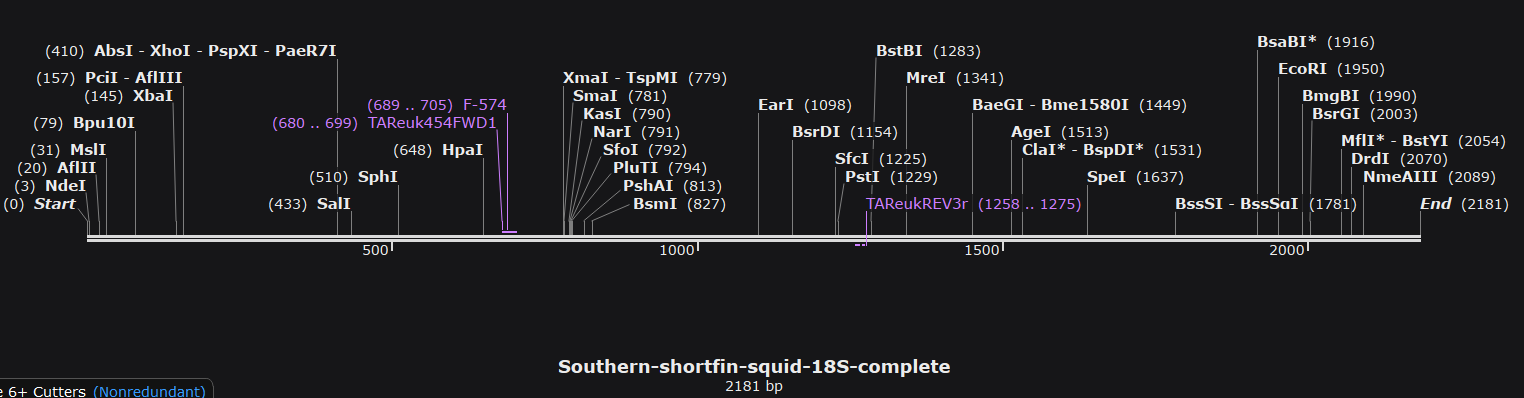 (410) AbsI - XhoI - PspXI - PaeR7I
(157) PciI - AflIII
(145) XbaI
(79) Bpu10I
(31) MslI
(20) AflII
(3) NdeI
(0) Start
(689 .. 705) F-574
(680 .. 699) TAReuk454FWD1
(648) HpaI
(510) SphI
(433) SalI
XmaI - TspMI (779)
SmaI (781)
KasI (790)
NarI (791)
SfoI (792)
PluTI (794)
PshAI (813)
BsmI (827)
BstBI (1283)
MreI (1341)
EarI (1098)
BsrDI (1154)
SfcI (1225)
PstI (1229)
TAReukREV3r (1258 .. 1275)
BaeGI - Bme1580I (1449)
AgeI (1513)
ClaI* - BspDI* (1531)
SpeI (1637)
BssSI - BssSαI (1781)
BsaBI* (1916)
EcoRI (1950)
BmgBI (1990)
BsrGI (2003)
MflI* - BstYI (2054)
DrdI (2070)
NmeAIII (2089)
End (2181)
500
1000
1500
2000
Southern-shortfin-squid-18S-complete
2181 bp
6+ Cutters (Nonredundant)